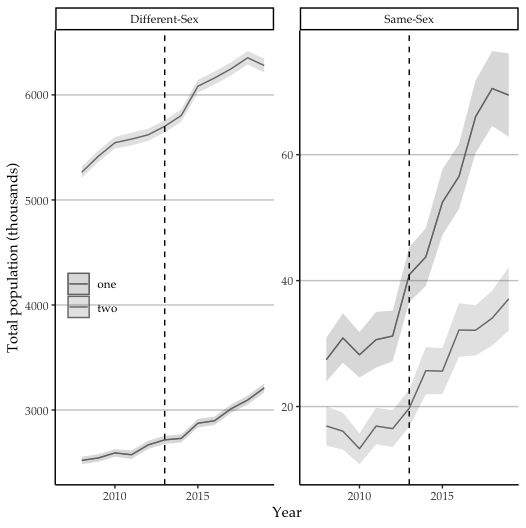 Different-Sex
Same-Sex
Total population (thousands)
6000
5000
4000
3000
one
two
2010
2015
60
40
20
2010
2015
Year